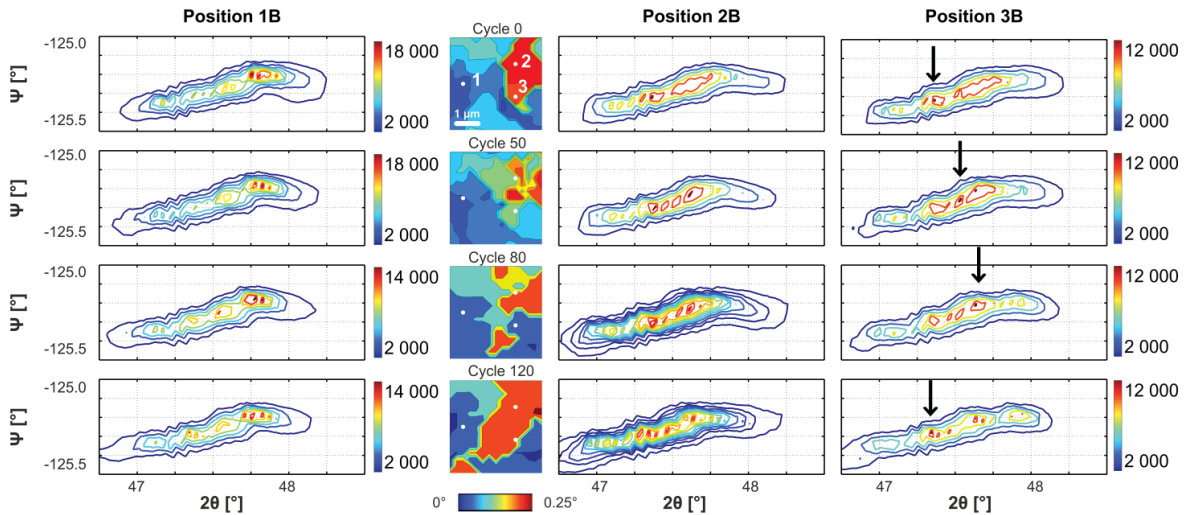 Position 1B
Position 2B
Position 3B
Cycle 0
-125.0
-125.5
Ψ [°]
18 000
2 000
1
2
3
1 µm
12 000
2 000
Cycle 50
-125.0
-125.5
Ψ [°]
18 000
2 000
12 000
2 000
Cycle 80
-125.0
-125.5
Ψ [°]
14 000
2 000
12 000
2 000
Cycle 120
-125.0
-125.5
Ψ [°]
14 000
2 000
12 000
2 000
47
48
47
48
47
48
2θ [°]
0°
0.25°
2θ [°]
2θ [°]